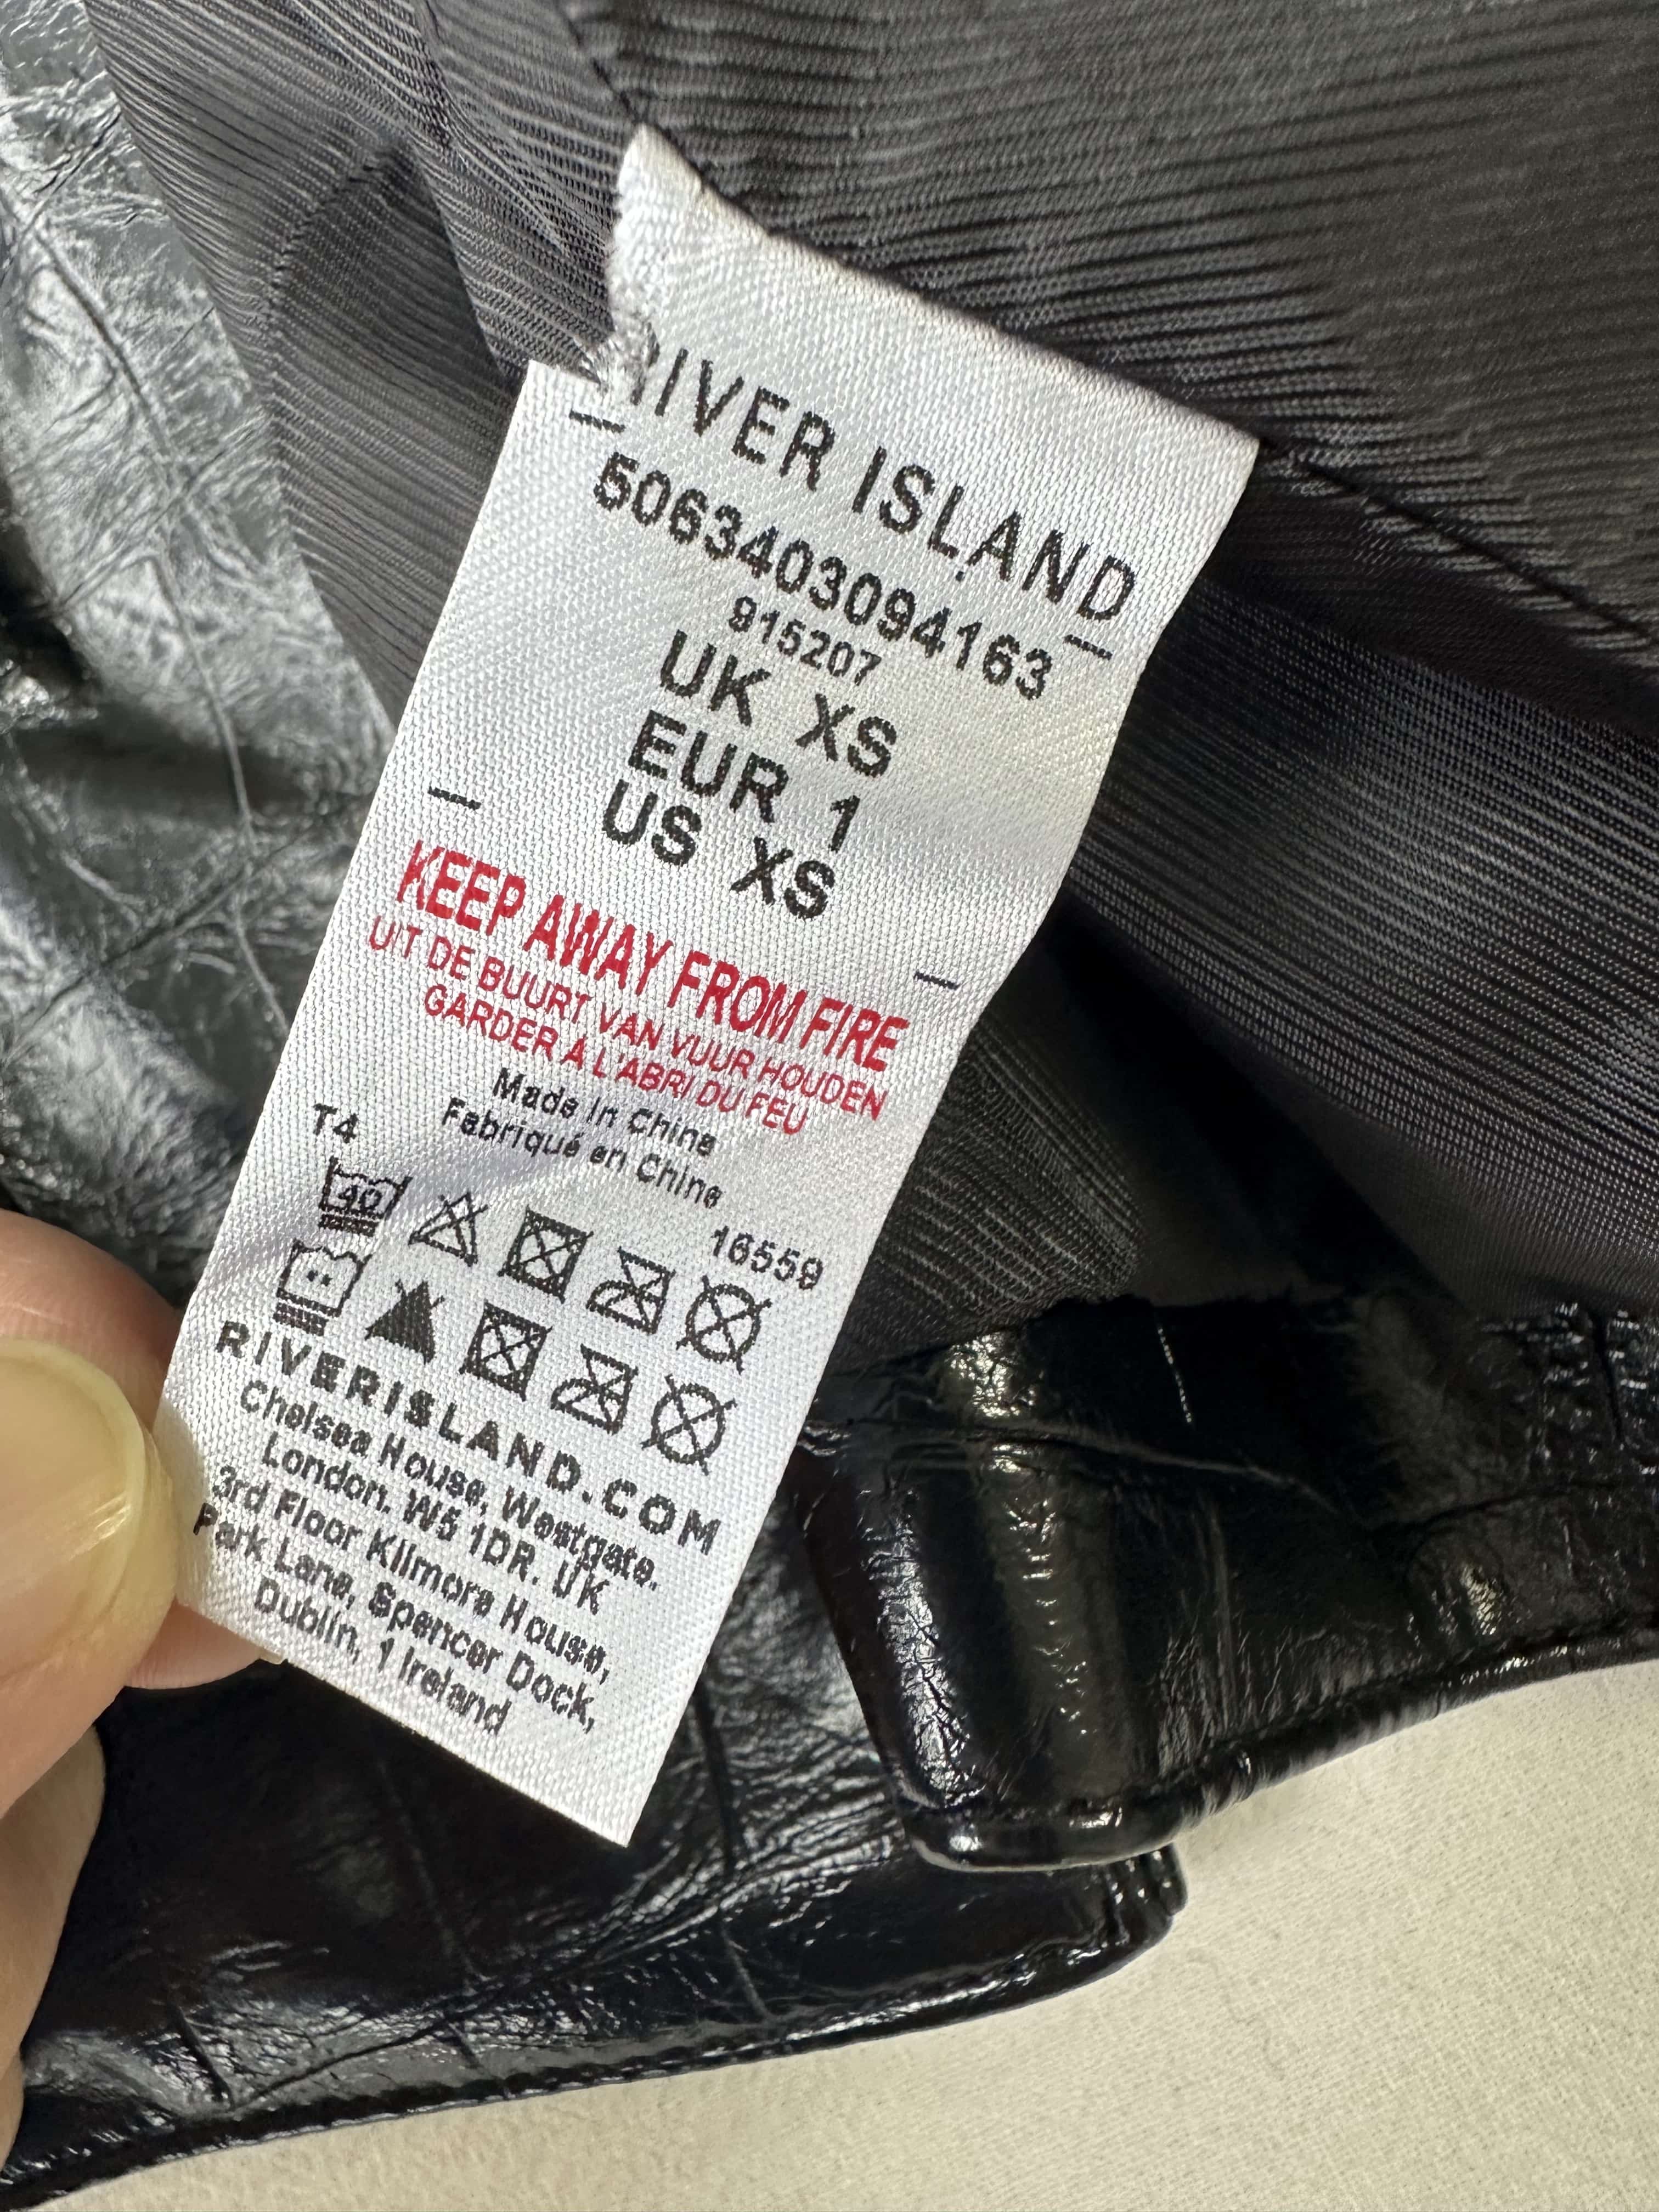 RIVER ISLAND
5063403094163
915207
UK XS
EUR 1
US XS
KEEP AWAY FROM FIRE
UIT DE BUURT VAN VUUR HOUDEN
GARDER A L'ABRI DU FEU
Made in China
Fabriqué en China
T4
16559
40
RIVERISLAND.COM
Chelsea House, Westgate.
London. W5 1DR. UK
3rd Floor Kilmore House,
Park Lane, Spencer Dock,
Dublin, 1 Ireland